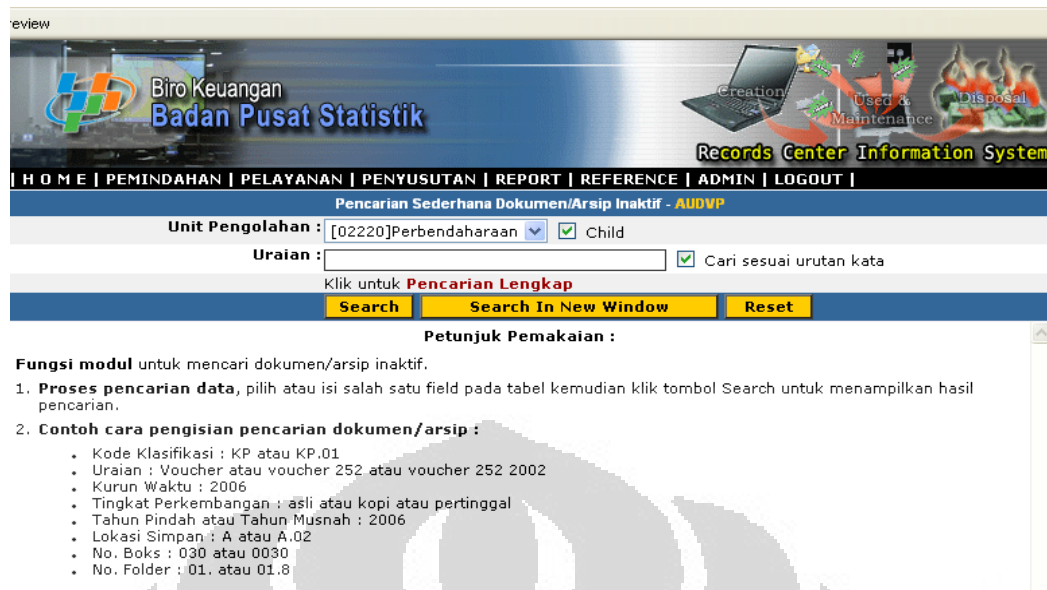 eview
Biro Keuangan
Badan Pusat Statistik
Creation
Used &
Maintenance
Disposal
Records Center Information System
| H O M E | PEMINDAHAN | PELAYANAN | PENYUSUTAN | REPORT | REFERENCE | ADMIN | LOGOUT |
Pencarian Sederhana Dokumen/Arsip Inaktif - AUDVP
Unit Pengolahan : [02220]Perbendaharaan Child
Uraian : Cari sesuai urutan kata
Klik untuk Pencarian Lengkap
Search Search In New Window Reset
Petunjuk Pemakaian :
Fungsi modul untuk mencari dokumen/arsip inaktif.
1. Proses pencarian data, pilih atau isi salah satu field pada tabel kemudian klik tombol Search untuk menampilkan hasil
pencarian.
2. Contoh cara pengisian pencarian dokumen/arsip :
• Kode Klasifikasi : KP atau KP.01
• Uraian : Voucher atau voucher 252 atau voucher 252 2002
• Kurun Waktu : 2006
• Tingkat Perkembangan : asli atau kopi atau pertinggal
• Tahun Pindah atau Tahun Musnah : 2006
• Lokasi Simpan : A atau A.02
• No. Boks : 030 atau 0030
• No. Folder : 01. atau 01.8